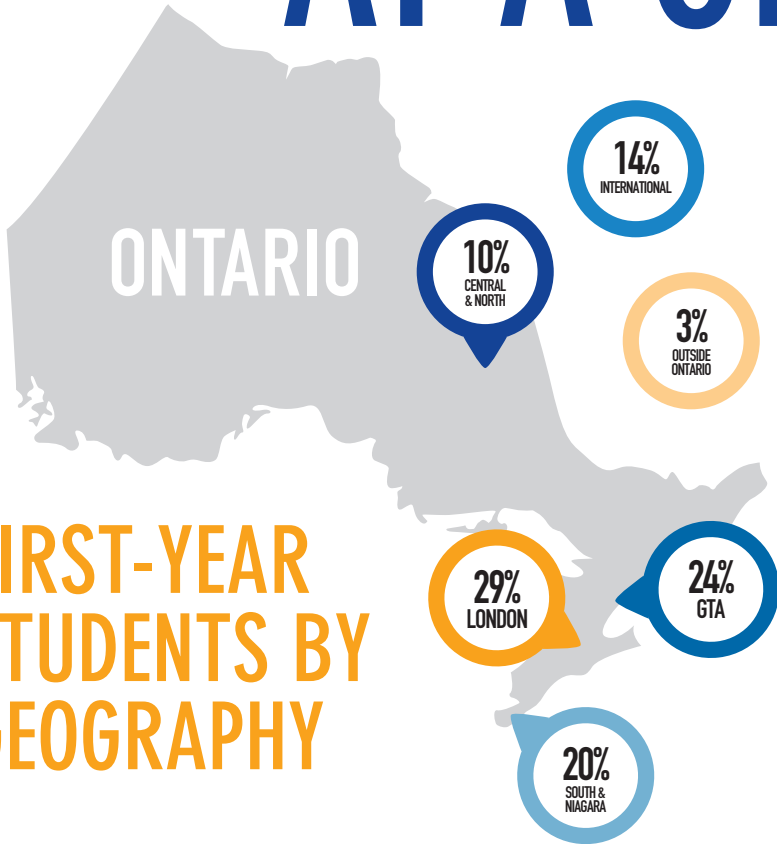 ONTARIO
14%
INTERNATIONAL
10%
CENTRAL
& NORTH
3%
OUTSIDE
ONTARIO
IRST-YEAR
TUDENTS BY
GEOGRAPHY
29%
LONDON
24%
GTA
20%
SOUTH &
NIAGARA